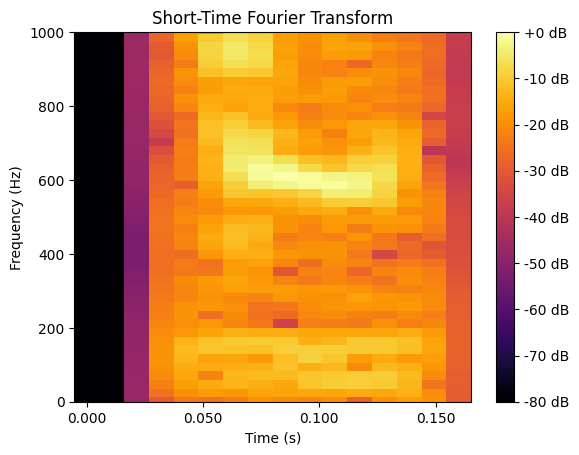 Short-Time Fourier Transform
1000
800
600
400
200
0
Frequency (Hz)
0.000
0.050
0.100
0.150
Time (s)
+0 dB
-10 dB
-20 dB
-30 dB
-40 dB
-50 dB
-60 dB
-70 dB
-80 dB